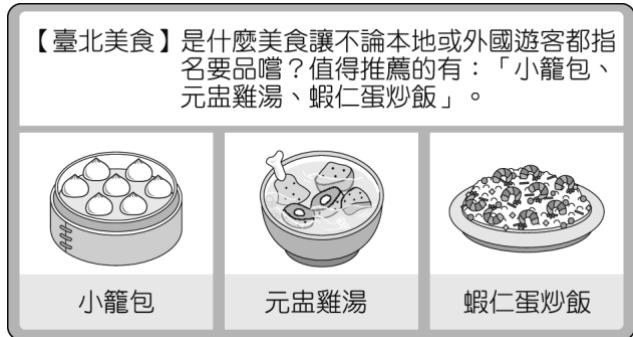 【臺北美食】是什麼美食讓不論本地或外國遊客都指
名要品嚐？值得推薦的有：「小籠包、
元盅雞湯、蝦仁蛋炒飯」。
小籠包
元盅雞湯
蝦仁蛋炒飯